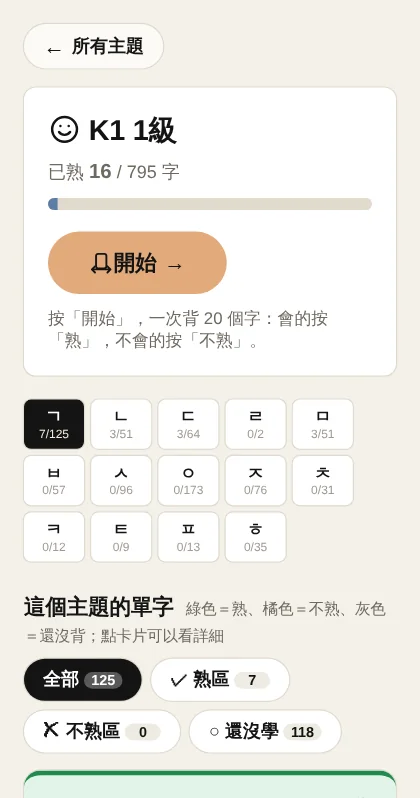 ← 所有主題
K1 1級
已熟 16 / 795 字
開始 →
按「開始」，一次背 20 個字：會的按
「熟」，不會的按「不熟」。
ㄱ ㄴ ㄷ ㄹ ㅁ
7/125 3/51 3/64 0/2 3/51
ㅂ ㅅ ㅇ ㅈ ㅊ
0/57 0/96 0/173 0/76 0/31
ㅋ ㅌ ㅍ ㅎ
0/12 0/9 0/13 0/35
這個主題的單字 綠色＝熟、橘色＝不熟、灰色
＝還沒背；點卡片可以看詳細
全部 125 ✓ 熟區 7
不熟區 0 ○ 還沒學 118